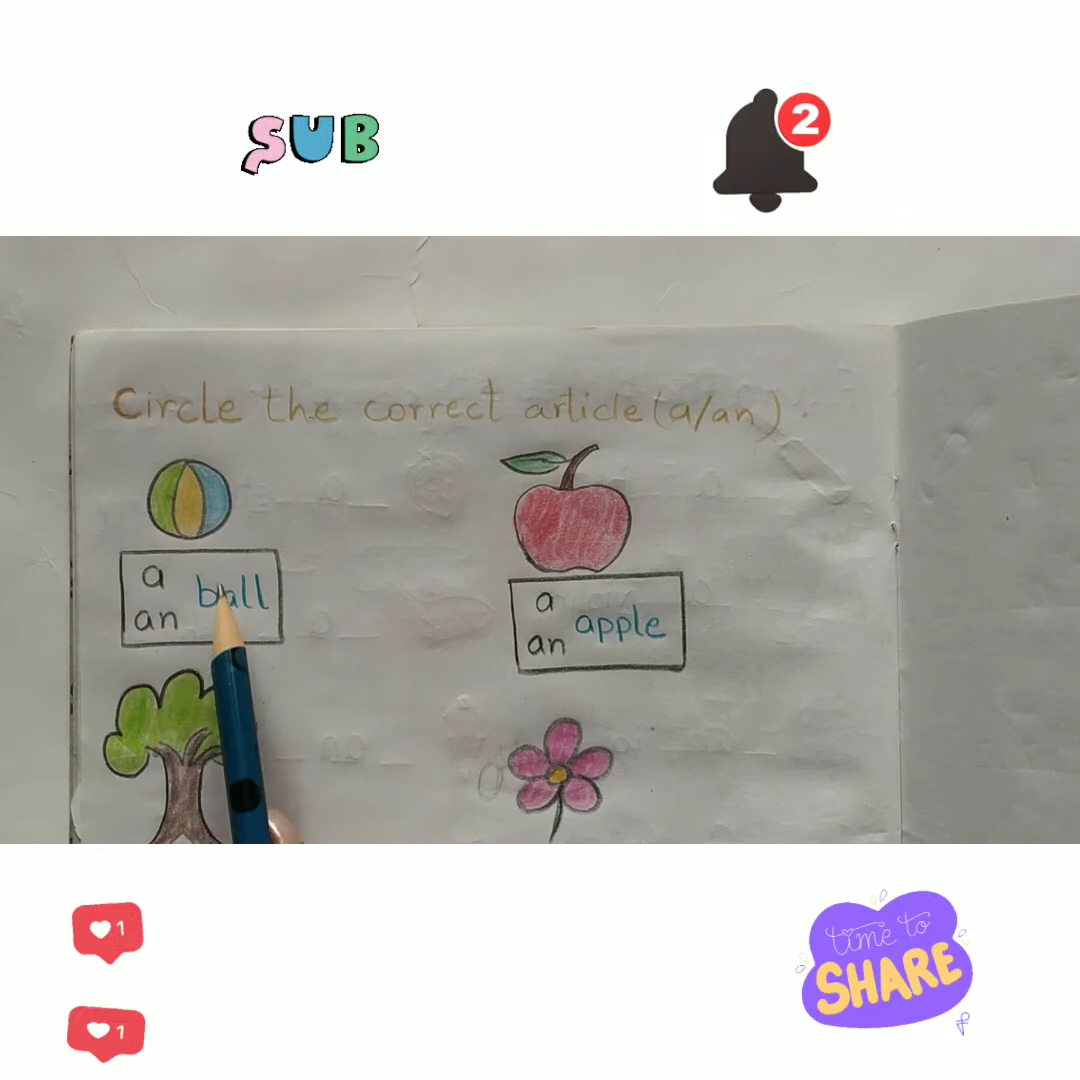 SUB
2
Circle the correct article (a/an).
a
an
ball
a
an
apple
1
1
time to
SHARE